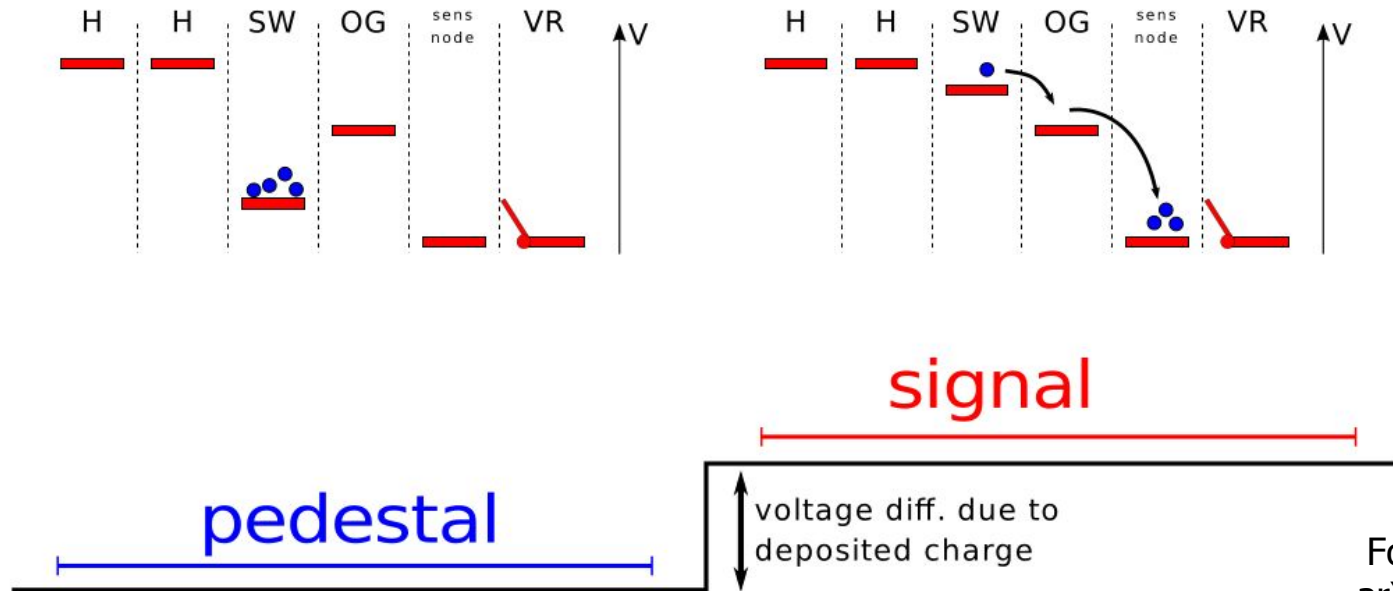 H H SW OG sens node VR V
H H SW OG sens node VR V
signal
pedestal
voltage diff. due to
deposited charge